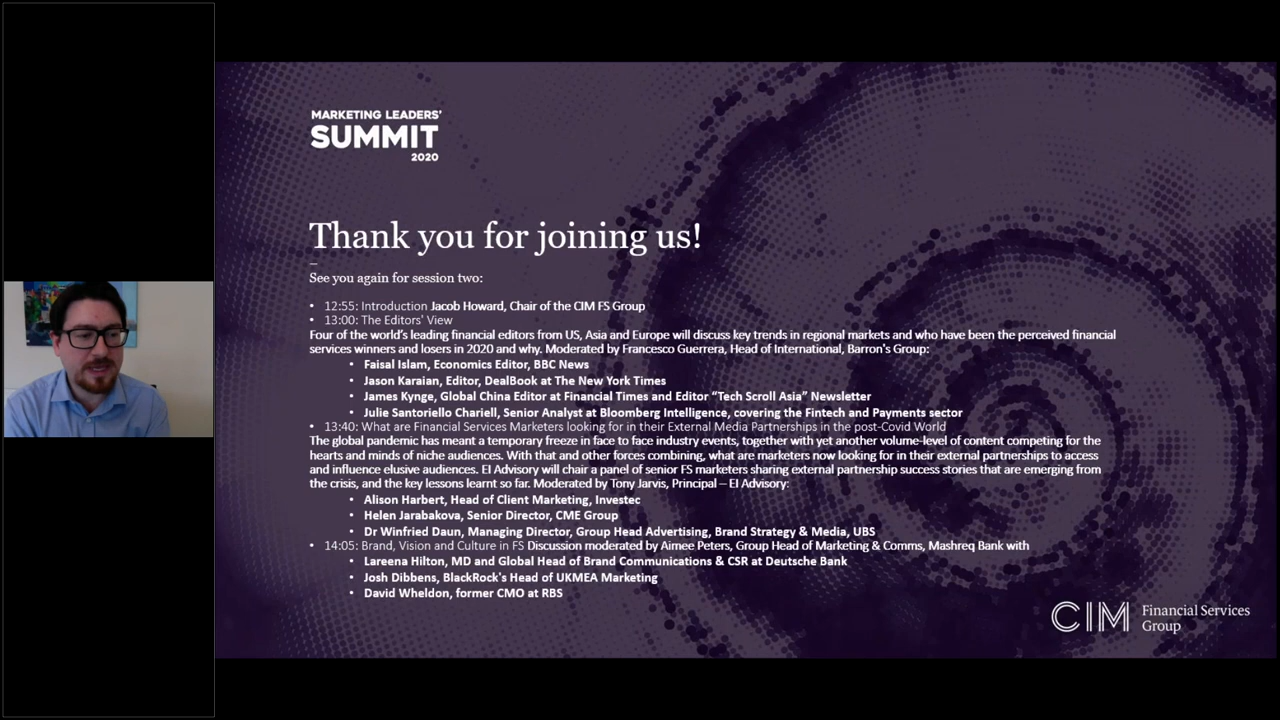 MARKETING LEADERS'
SUMMIT
2020
Thank you for joining us!
See you again for session two:
• 12:55: Introduction Jacob Howard, Chair of the CIM FS Group
• 13:00: The Editors' View
Four of the world's leading financial editors from US, Asia and Europe will discuss key trends in regional markets and who have been the perceived financial
services winners and losers in 2020 and why. Moderated by Francesco Guerrera, Head of International, Barron's Group:
• Faisal Islam, Economics Editor, BBC News
• Jason Karaian, Editor, DealBook at The New York Times
• James Kynge, Global China Editor at Financial Times and Editor “Tech Scroll Asia” Newsletter
• Julie Santoriello Chariell, Senior Analyst at Bloomberg Intelligence, covering the Fintech and Payments sector
• 13:40: What are Financial Services Marketers looking for in their External Media Partnerships in the post-Covid World
The global pandemic has meant a temporary freeze in face to face industry events, together with yet another volume-level of content competing for the
hearts and minds of niche audiences. With that and other forces combining, what are marketers now looking for in their external partnerships to access
and influence elusive audiences. EI Advisory will chair a panel of senior FS marketers sharing external partnership success stories that are emerging from
the crisis, and the key lessons learnt so far. Moderated by Tony Jarvis, Principal – EI Advisory:
• Alison Harbert, Head of Client Marketing, Investec
• Helen Jarabakova, Senior Director, CME Group
• Dr Winfried Daun, Managing Director, Group Head Advertising, Brand Strategy & Media, UBS
• 14:05: Brand, Vision and Culture in FS Discussion moderated by Aimee Peters, Group Head of Marketing & Comms, Mashreq Bank with
• Lareena Hilton, MD and Global Head of Brand Communications & CSR at Deutsche Bank
• Josh Dibbens, BlackRock's Head of UKMEA Marketing
• David Wheldon, former CMO at RBS
CIM Financial Services
Group